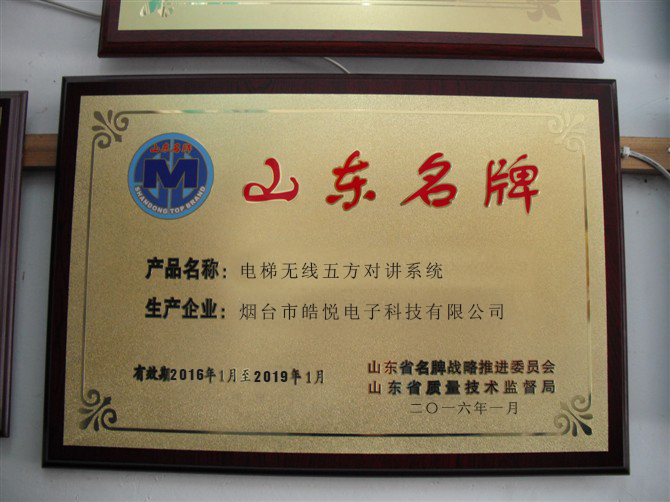 山东名牌
SHANDONG TOP BRAND
山东名牌
产品名称：电梯无线五方对讲系统
生产企业：烟台市皓悦电子科技有限公司
有效期2016年1月至2019年1月
山东省名牌战略推进委员会
山东省质量技术监督局
二〇一六年一月